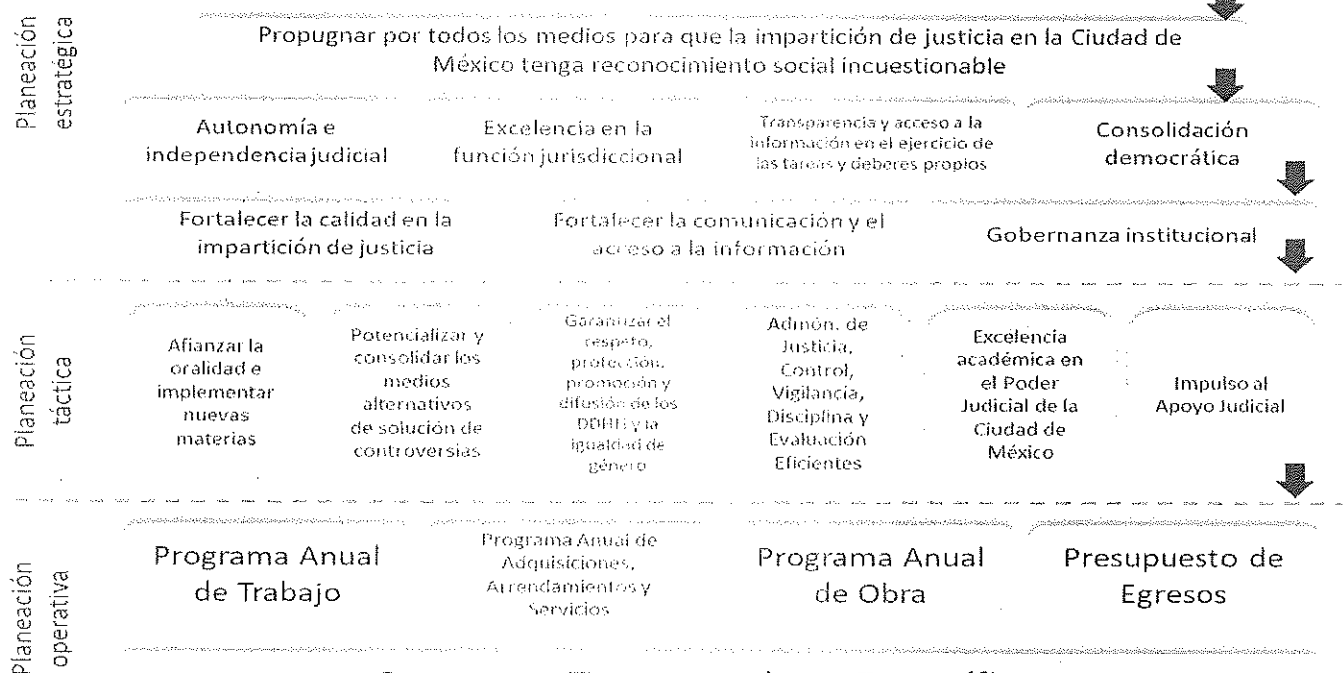 Planeación
estratégica
Propugnar por todos los medios para que la impartición de justicia en la Ciudad de
México tenga reconocimiento social incuestionable
Autonomía e
independencia judicial
Excelencia en la
función jurisdiccional
Transparencia y acceso a la
información en el ejercicio de
las tareas y deberes propios
Consolidación
democrática
Fortalecer la calidad en la
impartición de justicia
Fortalecer la comunicación y el
acceso a la información
Gobernanza institucional
Planeación
táctica
Afianzar la
oralidad e
implementar
nuevas
materias
Potencializar y
consolidar los
medios
alternativos
de solución de
controversias
Garantizar el
respeto,
protección,
promoción y
difusión de los
DDHH y la
igualdad de
género
Admón. de
Justicia,
Control,
Vigilancia,
Disciplina y
Evaluación
Eficientes
Excelencia
académica en
el Poder
Judicial de la
Ciudad de
México
Impulso al
Apoyo Judicial
Planeación
operativa
Programa Anual
de Trabajo
Programa Anual de
Adquisiciones,
Arrendamientos y
Servicios
Programa Anual
de Obra
Presupuesto de
Egresos